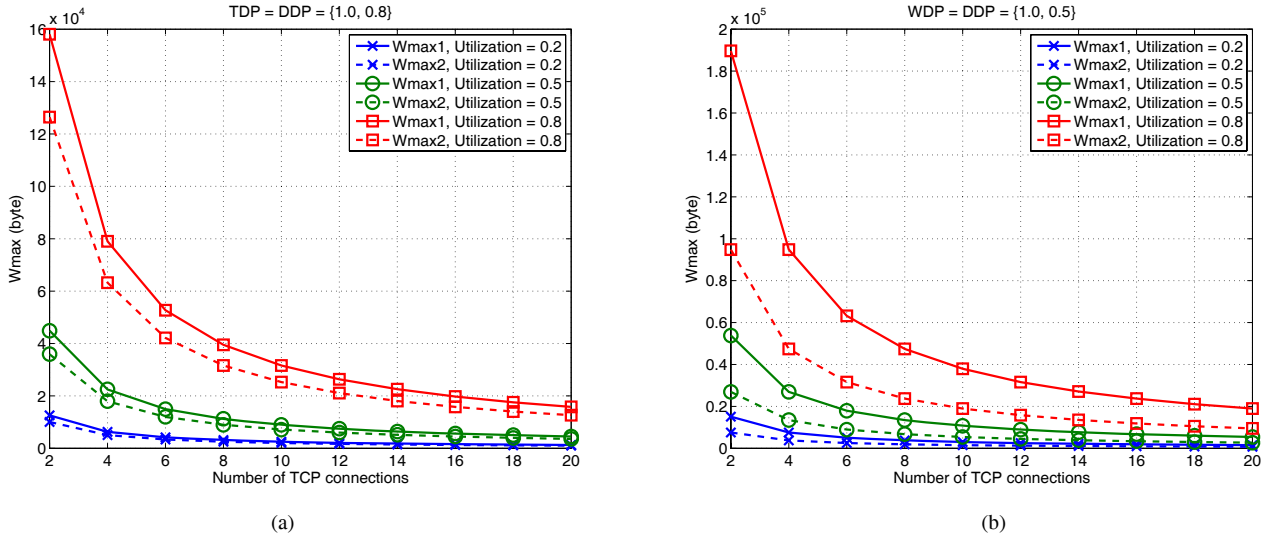 TDP = DDP = {1.0, 0.8}
x 10^4
16
14
12
10
8
6
4
2
0
Wmax (byte)
2 4 6 8 10 12 14 16 18 20
Number of TCP connections
Wmax1, Utilization = 0.2
Wmax2, Utilization = 0.2
Wmax1, Utilization = 0.5
Wmax2, Utilization = 0.5
Wmax1, Utilization = 0.8
Wmax2, Utilization = 0.8
(a)
WDP = DDP = {1.0, 0.5}
x 10^5
2
1.8
1.6
1.4
1.2
1
0.8
0.6
0.4
0.2
0
Wmax (byte)
2 4 6 8 10 12 14 16 18 20
Number of TCP connections
Wmax1, Utilization = 0.2
Wmax2, Utilization = 0.2
Wmax1, Utilization = 0.5
Wmax2, Utilization = 0.5
Wmax1, Utilization = 0.8
Wmax2, Utilization = 0.8
(b)